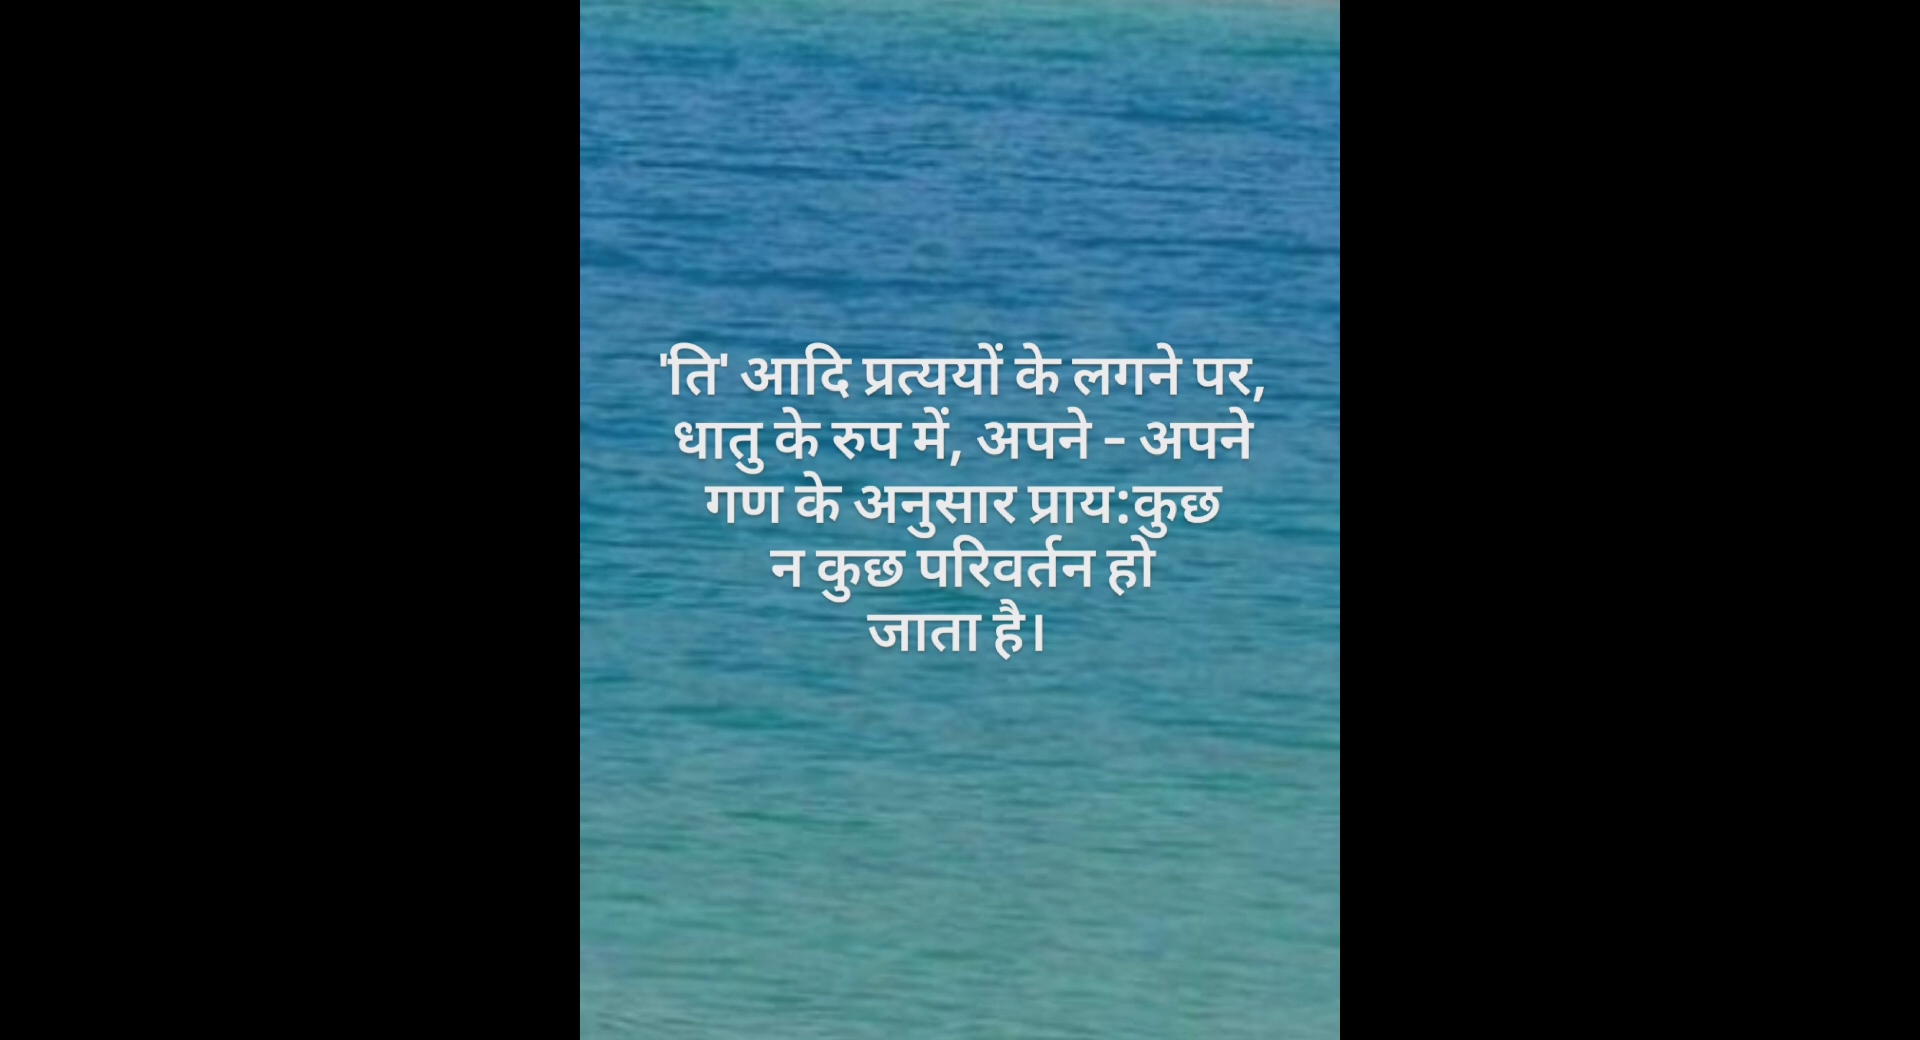 'ति' आदि प्रत्ययों के लगने पर,
धातु के रुप में, अपने - अपने
गण के अनुसार प्राय:कुछ
न कुछ परिवर्तन हो
जाता है।